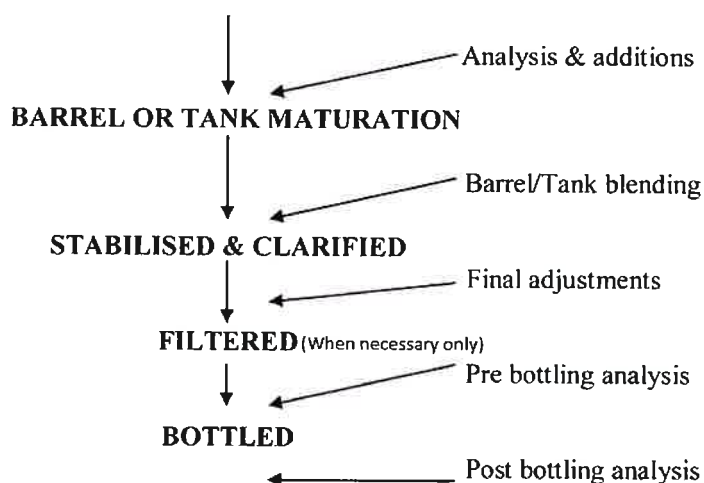 Analysis & additions
BARREL OR TANK MATURATION
Barrel/Tank blending
STABILISED & CLARIFIED
Final adjustments
FILTERED (When necessary only)
Pre bottling analysis
BOTTLED
Post bottling analysis